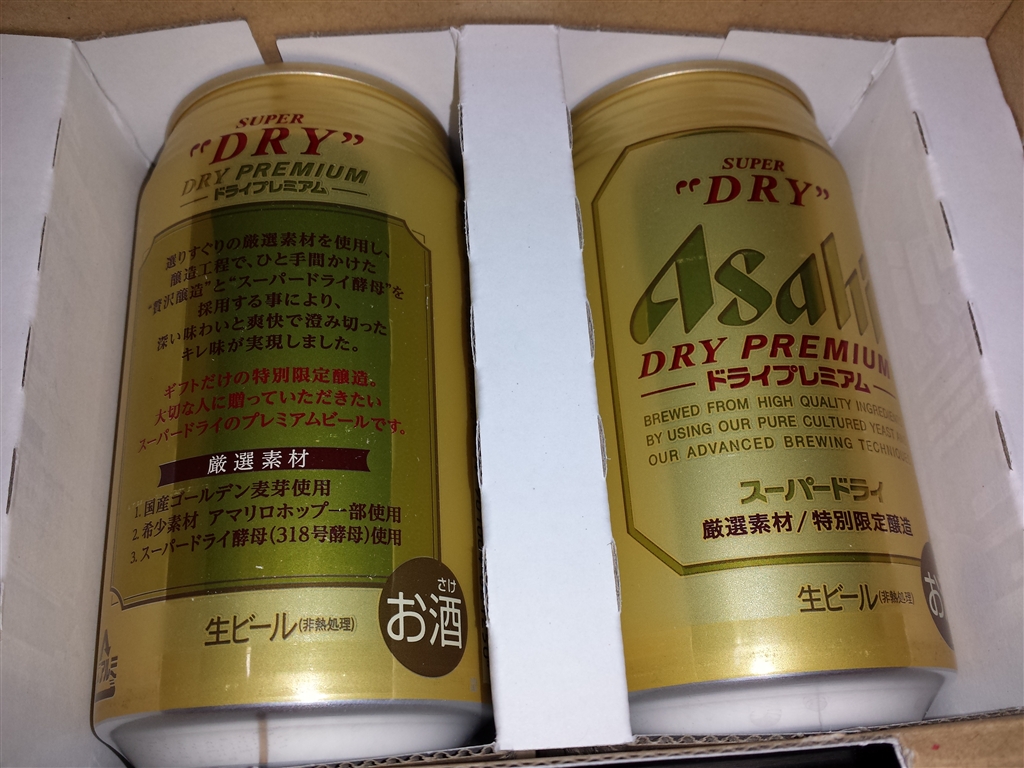 SUPER
"DRY"
DRY PREMIUM
ドライプレミアム
選りすぐりの厳選素材を使用し、
醸造工程で、ひと手間かけた
"贅沢醸造"と"スーパードライ酵母"を
採用する事により、
深い味わいと爽快で澄み切った
キレ味が実現しました。
ギフトだけの特別限定醸造。
大切な人に贈っていただきたい
スーパードライのプレミアムビールです。
厳選素材
1.国産ゴールデン麦芽使用
2.希少素材 アマリロホップ一部使用
3.スーパードライ酵母(318号酵母)使用
生ビール(非熱処理)
さけ
お酒
アルミ
SUPER
"DRY"
Asahi
DRY PREMIUM
ドライプレミアム
BREWED FROM HIGH QUALITY
BY USING OUR PURE CULTURED YEAST
OUR ADVANCED BREWING
スーパードライ
厳選素材/特別限定醸造
生ビール(非熱処理)
お